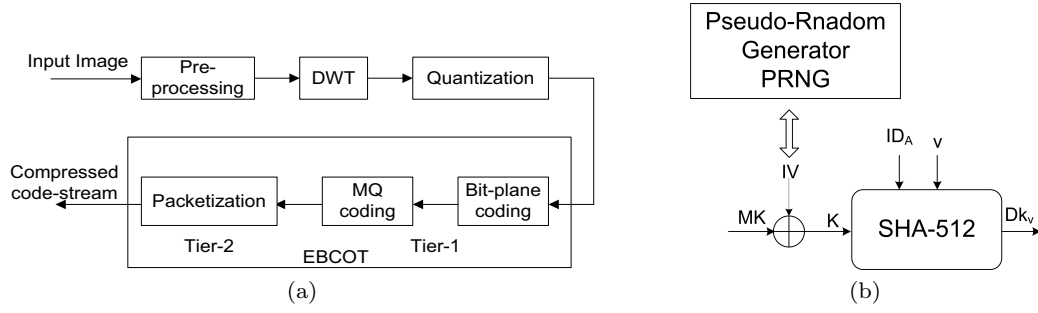 Input Image
Pre-
processing
DWT
Quantization
Compressed
code-stream
Packetization
MQ
coding
Bit-plane
coding
Tier-2
Tier-1
EBCOT
(a)
Pseudo-Rnadom
Generator
PRNG
IV
ID_A
v
MK
K
SHA-512
Dk_v
(b)